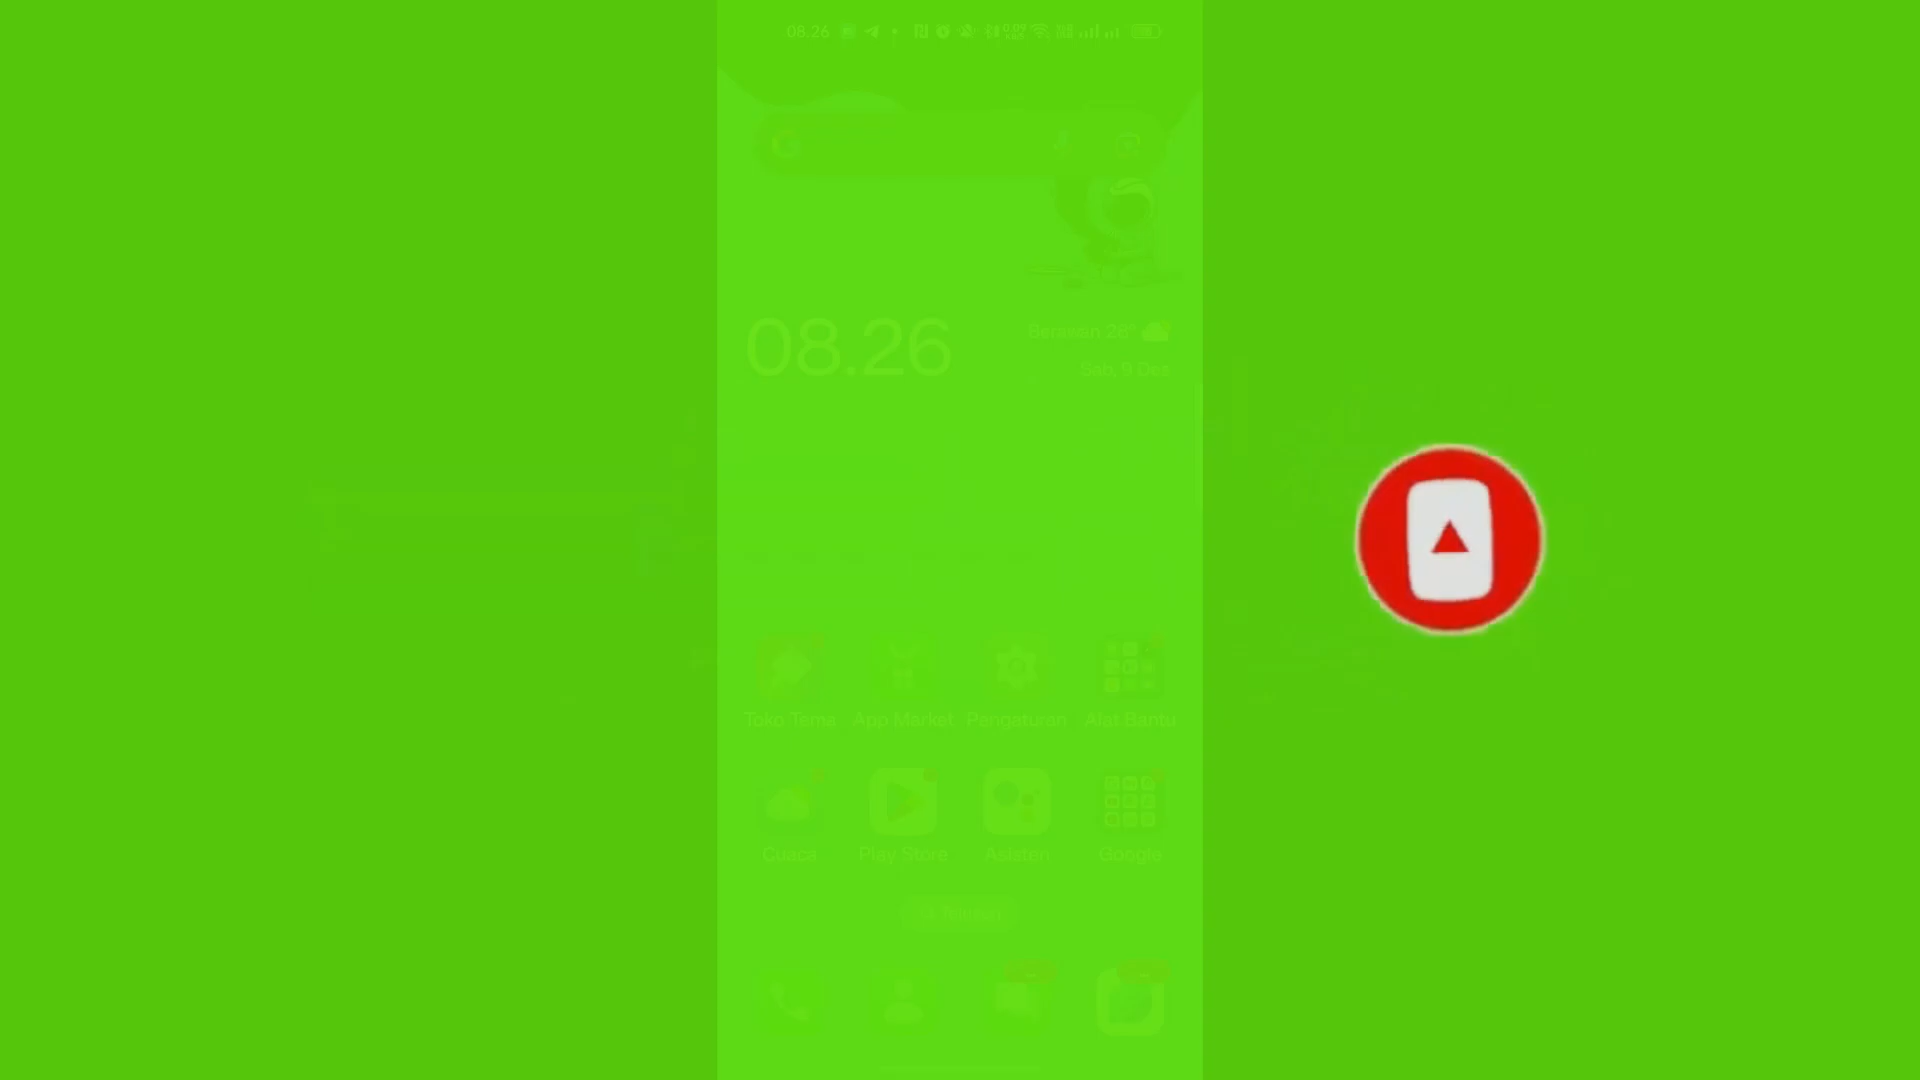 08.26
08.26
Berawan 28°
Sab, 9 Des
Toko Tema App Market Pengaturan Alat Bantu
Cuaca Play Store Asisten Google